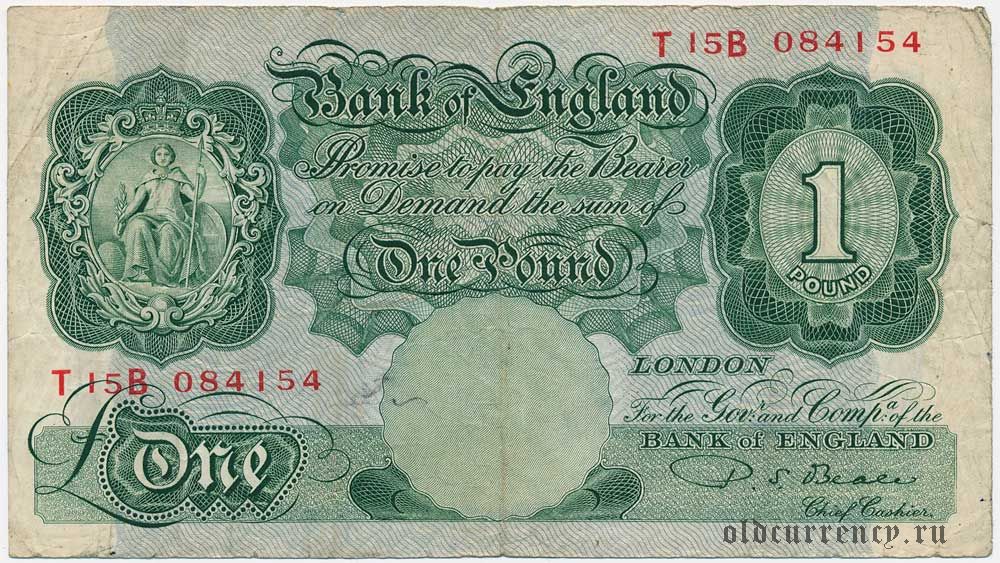 T 15B 084154
Bank of England
Promise to pay the Bearer
on Demand the sum of
One Pound
1
POUND
T 15B 084154
LONDON
For the Govr. and Compa. of the
BANK of ENGLAND
£One
P. S. Beale
Chief Cashier.
oldcurrency.ru